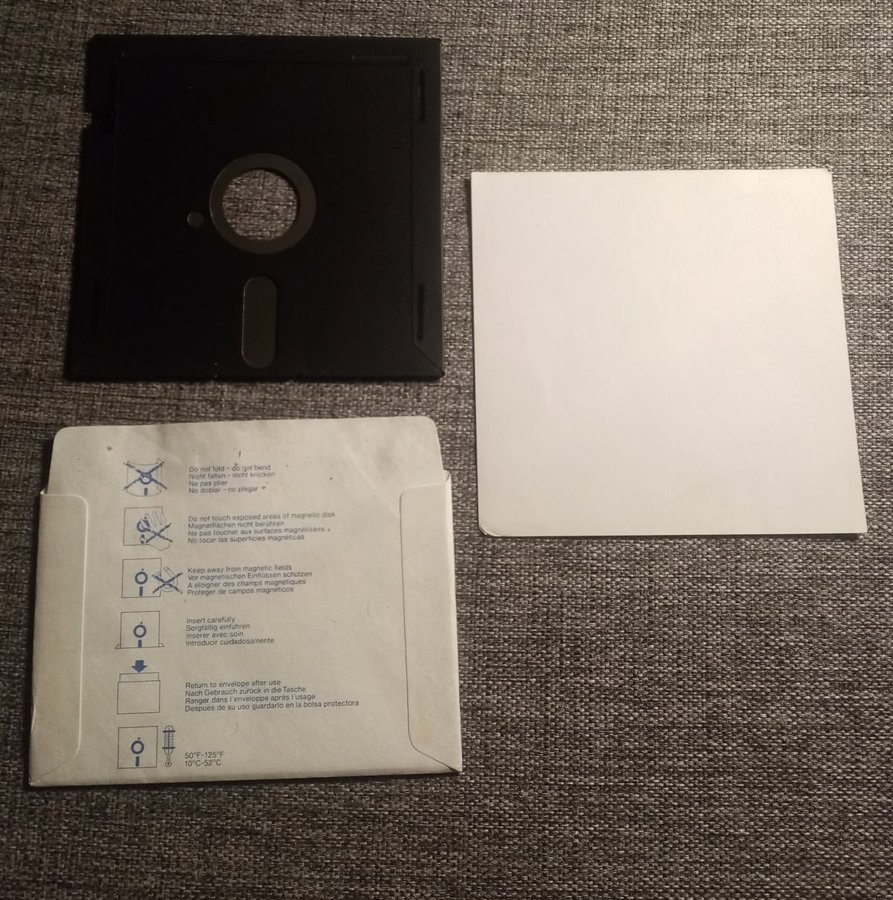 Do not fold - do not bend
Nicht falten - nicht knicken
Ne pas plier
No doblar - no plegar
Do not touch exposed areas of magnetic disk
Magnetflächen nicht berühren
Ne pas toucher aux surfaces magnétisées
No tocar las superficies magnéticas
Keep away from magnetic fields
Vor magnetischen Einflüssen schützen
A éloigner des champs magnétiques
Proteger de campos magnéticos
Insert carefully
Sorgfältig einführen
Insérer avec soin
Introducir cuidadosamente
Return to envelope after use
Nach Gebrauch zurück in die Tasche
Ranger dans l'enveloppe après l'usage
Después de su uso guardarlo en la bolsa protectora
50°F-125°F
10°C-52°C